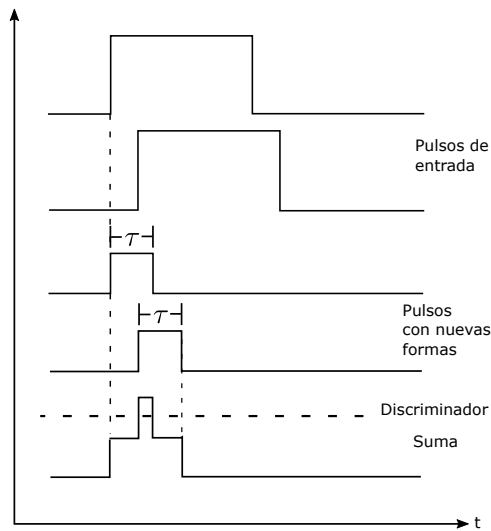 Pulsos de
entrada
τ
τ
Pulsos
con nuevas
formas
Discriminador
Suma
t